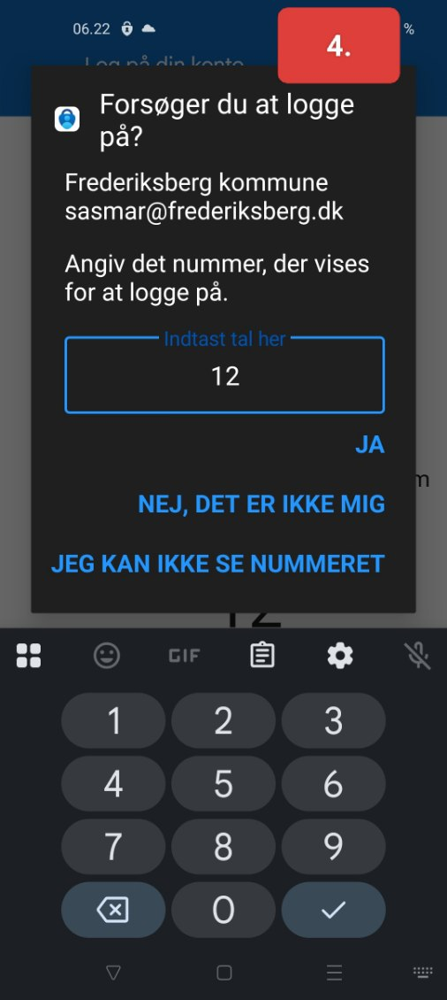 06.22
%
4.
Log på din konto
Forsøger du at logge
på?
Frederiksberg kommune
sasmar@frederiksberg.dk
Angiv det nummer, der vises
for at logge på.
Indtast tal her
12
JA
m
NEJ, DET ER IKKE MIG
JEG KAN IKKE SE NUMMERET
12
GIF
1 2 3
4 5 6
7 8 9
0